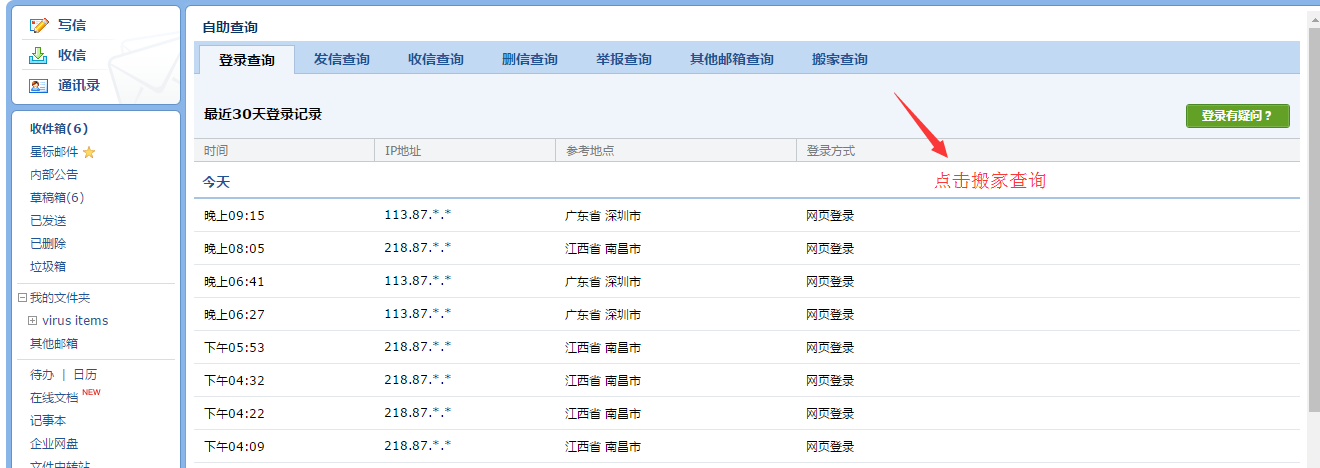 写信
收信
通讯录
收件箱(6)
星标邮件
内部公告
草稿箱(6)
已发送
已删除
垃圾箱
我的文件夹
virus items
其他邮箱
待办 | 日历
在线文档 NEW
记事本
企业网盘
文件中转站
自助查询
登录查询 发信查询 收信查询 删信查询 举报查询 其他邮箱查询 搬家查询
最近30天登录记录 登录有疑问？
时间 IP地址 参考地点 登录方式
今天 点击搬家查询
晚上09:15 113.87.*.* 广东省 深圳市 网页登录
晚上08:05 218.87.*.* 江西省 南昌市 网页登录
晚上06:41 113.87.*.* 广东省 深圳市 网页登录
晚上06:27 113.87.*.* 广东省 深圳市 网页登录
下午05:53 218.87.*.* 江西省 南昌市 网页登录
下午04:32 218.87.*.* 江西省 南昌市 网页登录
下午04:22 218.87.*.* 江西省 南昌市 网页登录
下午04:09 218.87.*.* 江西省 南昌市 网页登录